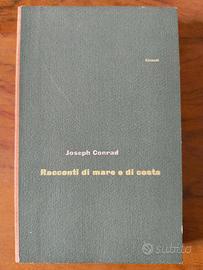 Einaudi
Joseph Conrad
Racconti di mare e di costa
subito